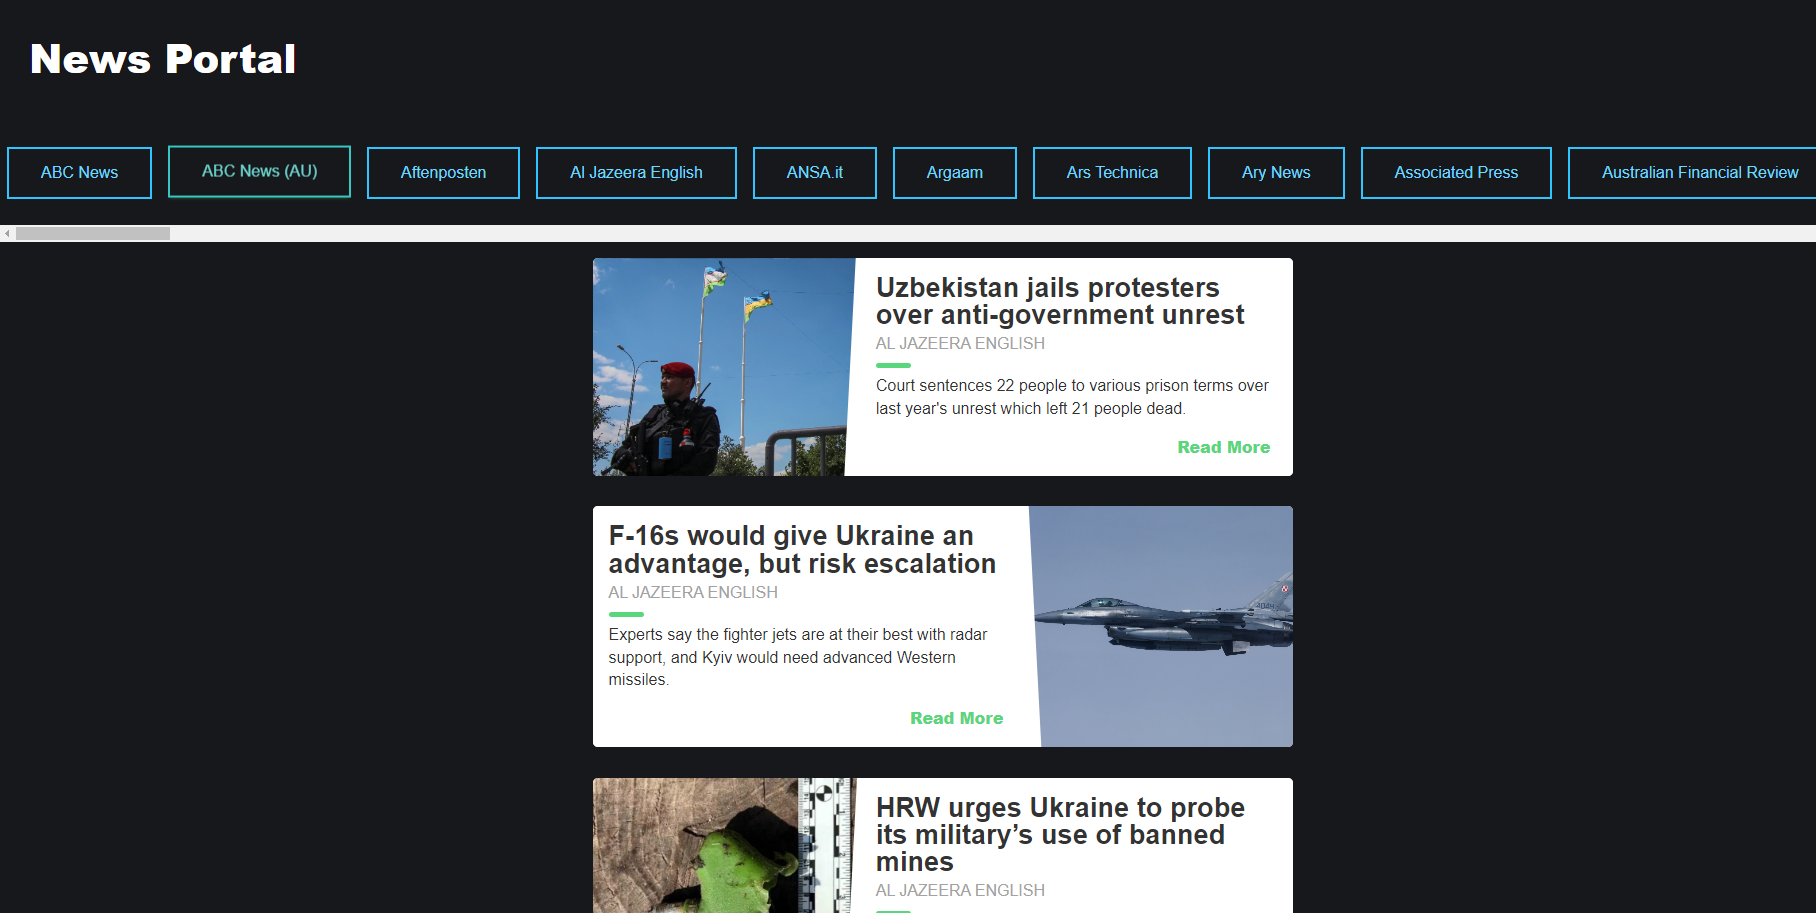 News Portal
ABC News
ABC News (AU)
Aftenposten
Al Jazeera English
ANSA.it
Argaam
Ars Technica
Ary News
Associated Press
Australian Financial Review
Uzbekistan jails protesters
over anti-government unrest
AL JAZEERA ENGLISH
Court sentences 22 people to various prison terms over
last year's unrest which left 21 people dead.
Read More
F-16s would give Ukraine an
advantage, but risk escalation
AL JAZEERA ENGLISH
Experts say the fighter jets are at their best with radar
support, and Kyiv would need advanced Western
missiles.
Read More
HRW urges Ukraine to probe
its military’s use of banned
mines
AL JAZEERA ENGLISH